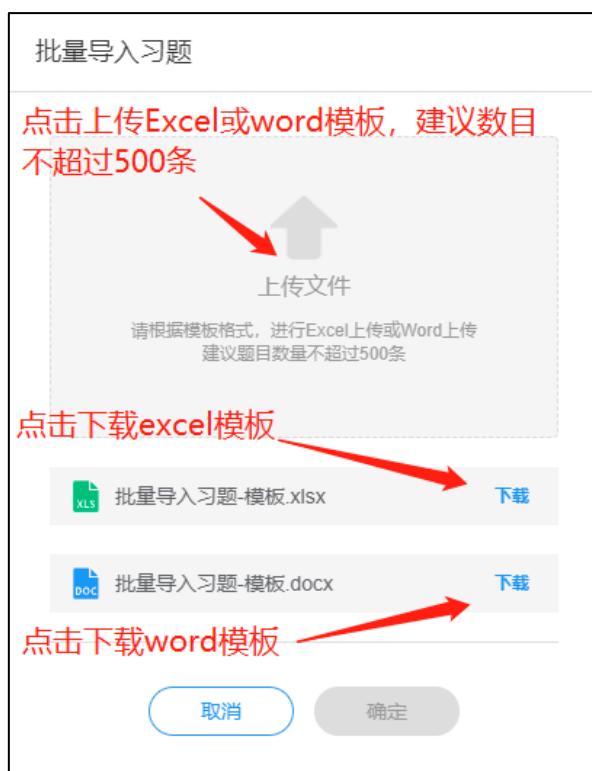 批量导入习题
点击上传Excel或word模板，建议数目
不超过500条
上传文件
请根据模板格式，进行Excel上传或Word上传
建议题目数量不超过500条
点击下载excel模板
XLS 批量导入习题-模板.xlsx 下载
DOC 批量导入习题-模板.docx 下载
点击下载word模板
取消 确定